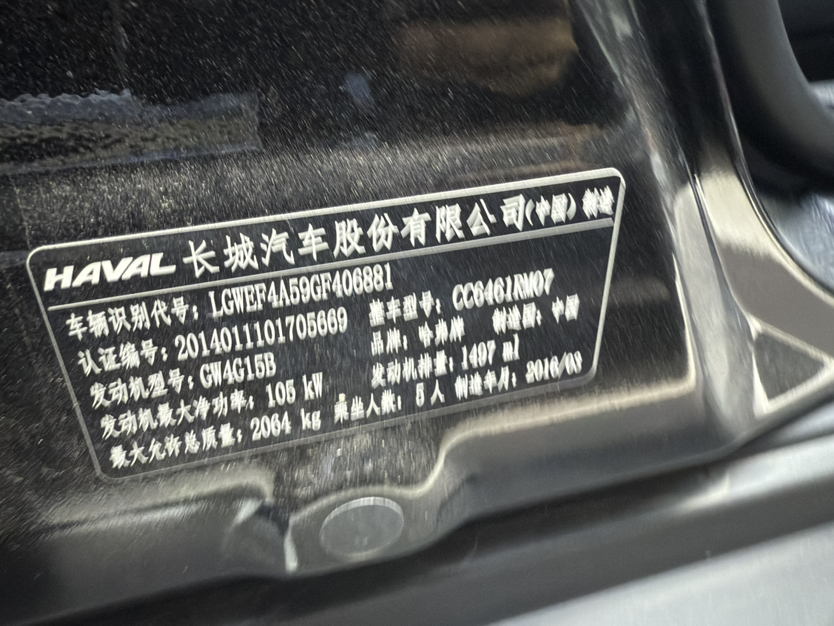 HAVAL 长城汽车股份有限公司(中国) 制造
车辆识别代号: LGWEF4A59GF406881
认证编号: 2014011101705669 整车型号: CC6461RM07
发动机型号: GW4G15B 品牌: 哈弗牌 制造国: 中国
发动机最大净功率: 105 kW 发动机排量: 1497 ml
最大允许总质量: 2064 kg 乘坐人数: 5人 制造年月: 2016/08